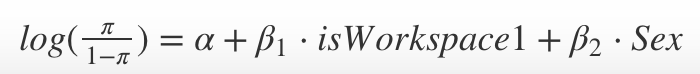 log(π/1−π) = α + β₁ · isWorkspace1 + β₂ · Sex